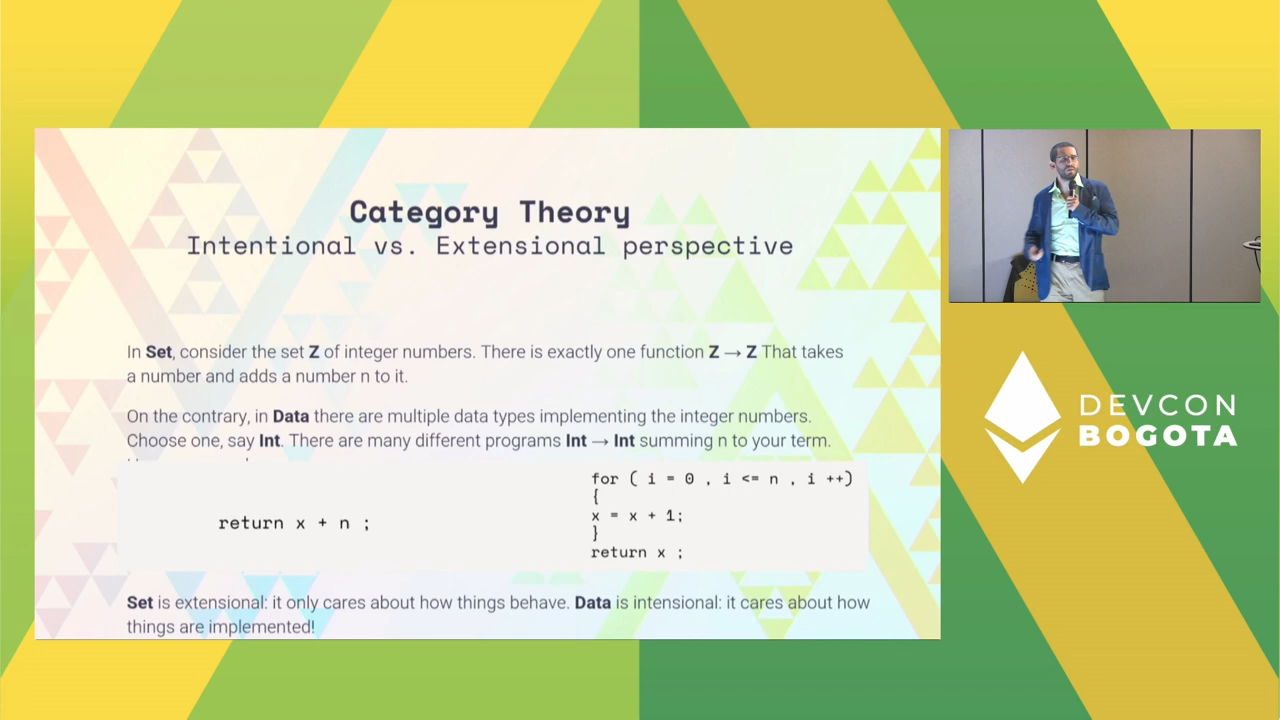 Category Theory
Intentional vs. Extensional perspective
In Set, consider the set Z of integer numbers. There is exactly one function Z → Z That takes
a number and adds a number n to it.
On the contrary, in Data there are multiple data types implementing the integer numbers.
Choose one, say Int. There are many different programs Int → Int summing n to your term.
return x + n ;
for ( i = 0 , i <= n , i ++)
{
x = x + 1;
}
return x ;
Set is extensional: it only cares about how things behave. Data is intensional: it cares about how
things are implemented!
DEVCON
BOGOTA